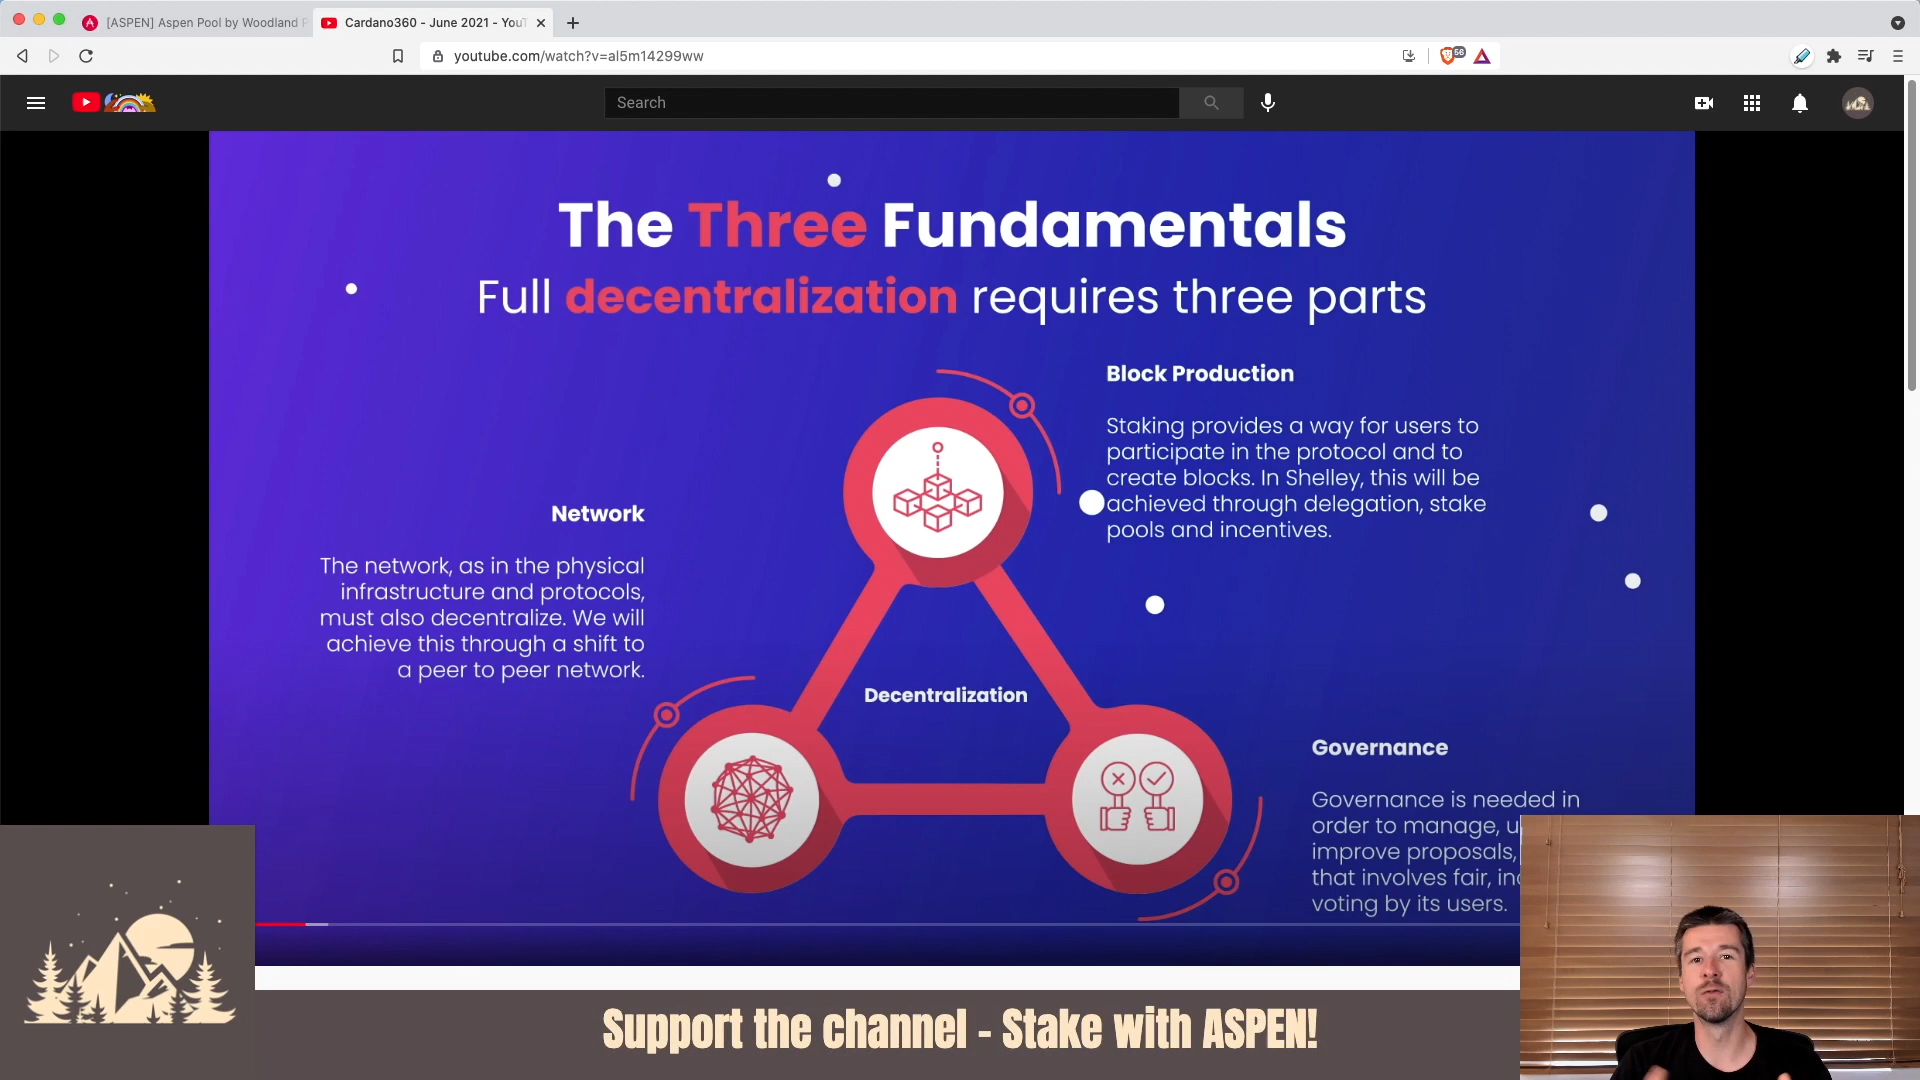 [ASPEN] Aspen Pool by Woodland
Cardano360 - June 2021 - YouT
youtube.com/watch?v=al5m14299ww
56
Search
The Three Fundamentals
Full decentralization requires three parts
Block Production
Staking provides a way for users to
participate in the protocol and to
create blocks. In Shelley, this will be
achieved through delegation, stake
pools and incentives.
Network
The network, as in the physical
infrastructure and protocols,
must also decentralize. We will
achieve this through a shift to
a peer to peer network.
Decentralization
Governance
Governance is needed in
order to manage,
improve proposals,
that involves fair,
voting by its users.
Support the channel - Stake with ASPEN!